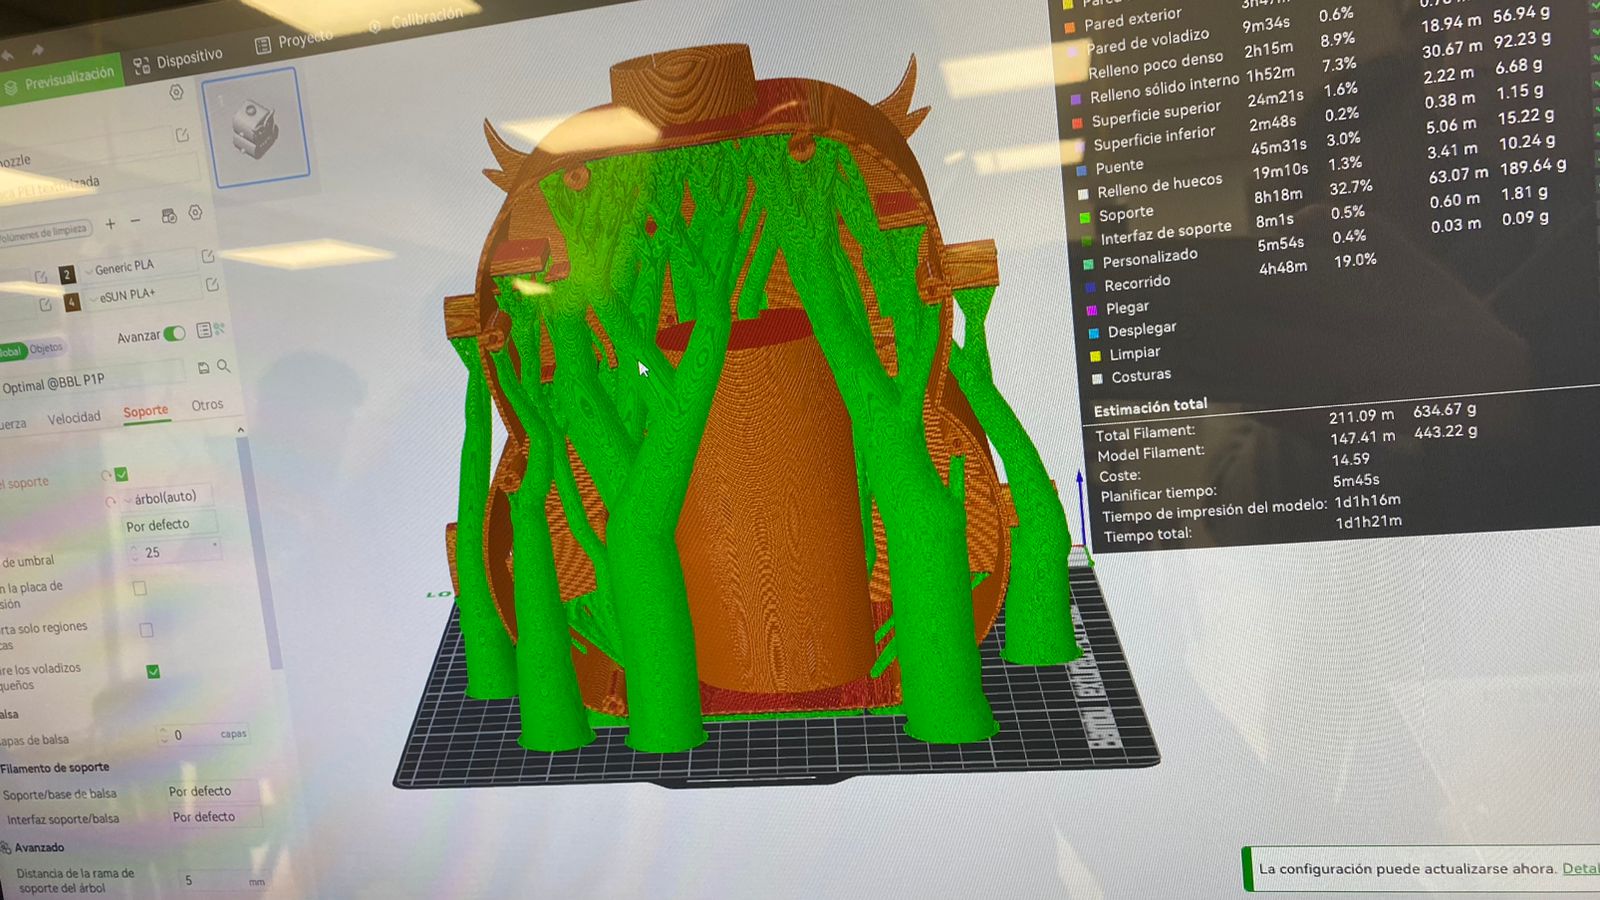 Calibración
Proyecto
Dispositivo
Previsualización
nozzle
ca PEI texturizada
olúmenes de limpieza
2 Generic PLA
4 eSUN PLA+
Avanzar
lobal Objetos
Optimal @BBL P1P
uerza Velocidad Soporte Otros
el soporte
árbol(auto)
Por defecto
de umbral 25 °
n la placa de
sión
rta solo regiones
cas
re los voladizos
queños
alsa
apas de balsa 0 capas
Filamento de soporte
Soporte/base de balsa Por defecto
Interfaz soporte/balsa Por defecto
Avanzado
Distancia de la rama de
soporte del árbol 5 mm
Pared exterior 9m34s 0.6% 18.94 m 56.94 g
Pared de voladizo 2h15m 8.9% 30.67 m 92.23 g
Relleno poco denso 1h52m 7.3% 2.22 m 6.68 g
Relleno sólido interno 24m21s 1.6% 0.38 m 1.15 g
Superficie superior 2m48s 0.2% 5.06 m 15.22 g
Superficie inferior 45m31s 3.0% 3.41 m 10.24 g
Puente 19m10s 1.3% 63.07 m 189.64 g
Relleno de huecos 8h18m 32.7% 0.60 m 1.81 g
Soporte 8m1s 0.5% 0.03 m 0.09 g
Interfaz de soporte 5m54s 0.4%
Personalizado 4h48m 19.0%
Recorrido
Plegar
Desplegar
Limpiar
Costuras
Estimación total
Total Filament: 211.09 m 634.67 g
Model Filament: 147.41 m 443.22 g
Coste: 14.59
Planificar tiempo: 5m45s
Tiempo de impresión del modelo: 1d1h16m
Tiempo total: 1d1h21m
La configuración puede actualizarse ahora. Detal